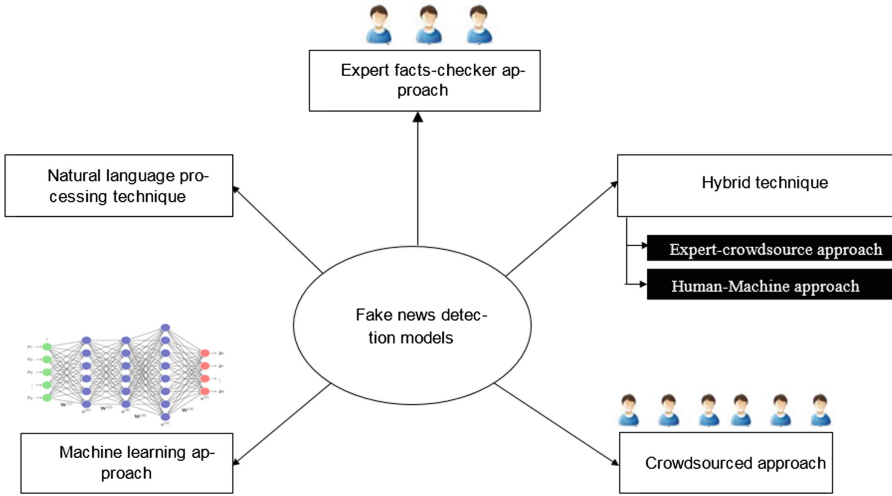 Expert facts-checker ap-
proach
Natural language pro-
cessing technique
Hybrid technique
Expert-crowdsource approach
Human-Machine approach
Fake news detec-
tion models
Machine learning ap-
proach
Crowdsourced approach